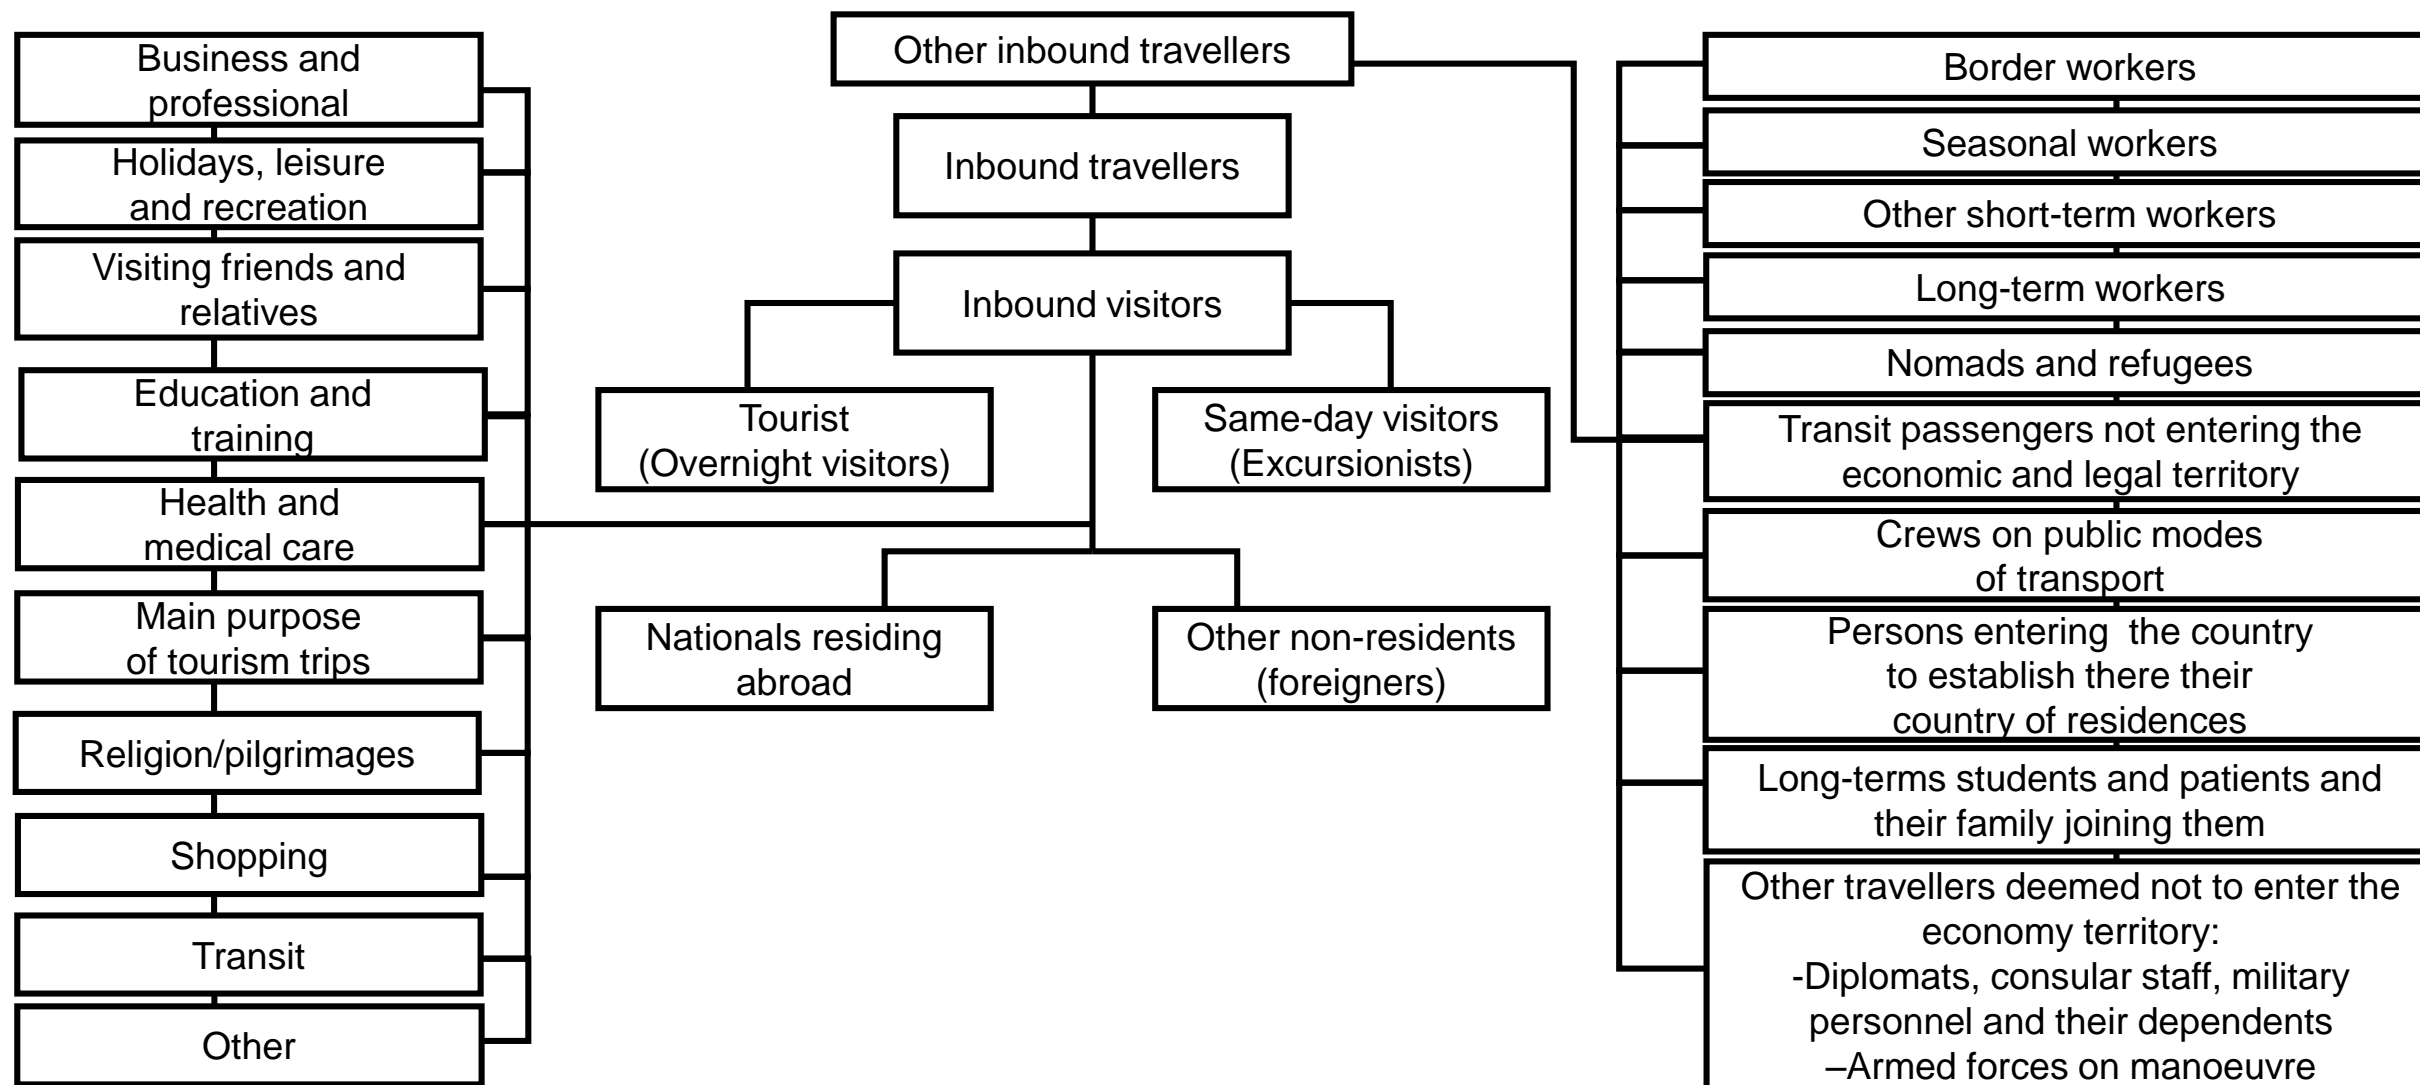 Business and
professional
Holidays, leisure
and recreation
Visiting friends and
relatives
Education and
training
Health and
medical care
Main purpose
of tourism trips
Religion/pilgrimages
Shopping
Transit
Other
Other inbound travellers
Inbound travellers
Inbound visitors
Tourist
(Overnight visitors)
Same-day visitors
(Excursionists)
Nationals residing
abroad
Other non-residents
(foreigners)
Border workers
Seasonal workers
Other short-term workers
Long-term workers
Nomads and refugees
Transit passengers not entering the
economic and legal territory
Crews on public modes
of transport
Persons entering  the country
to establish there their
country of residences
Long-terms students and patients and
their family joining them
Other travellers deemed not to enter the
economy territory:
-Diplomats, consular staff, military
personnel and their dependents
–Armed forces on manoeuvre